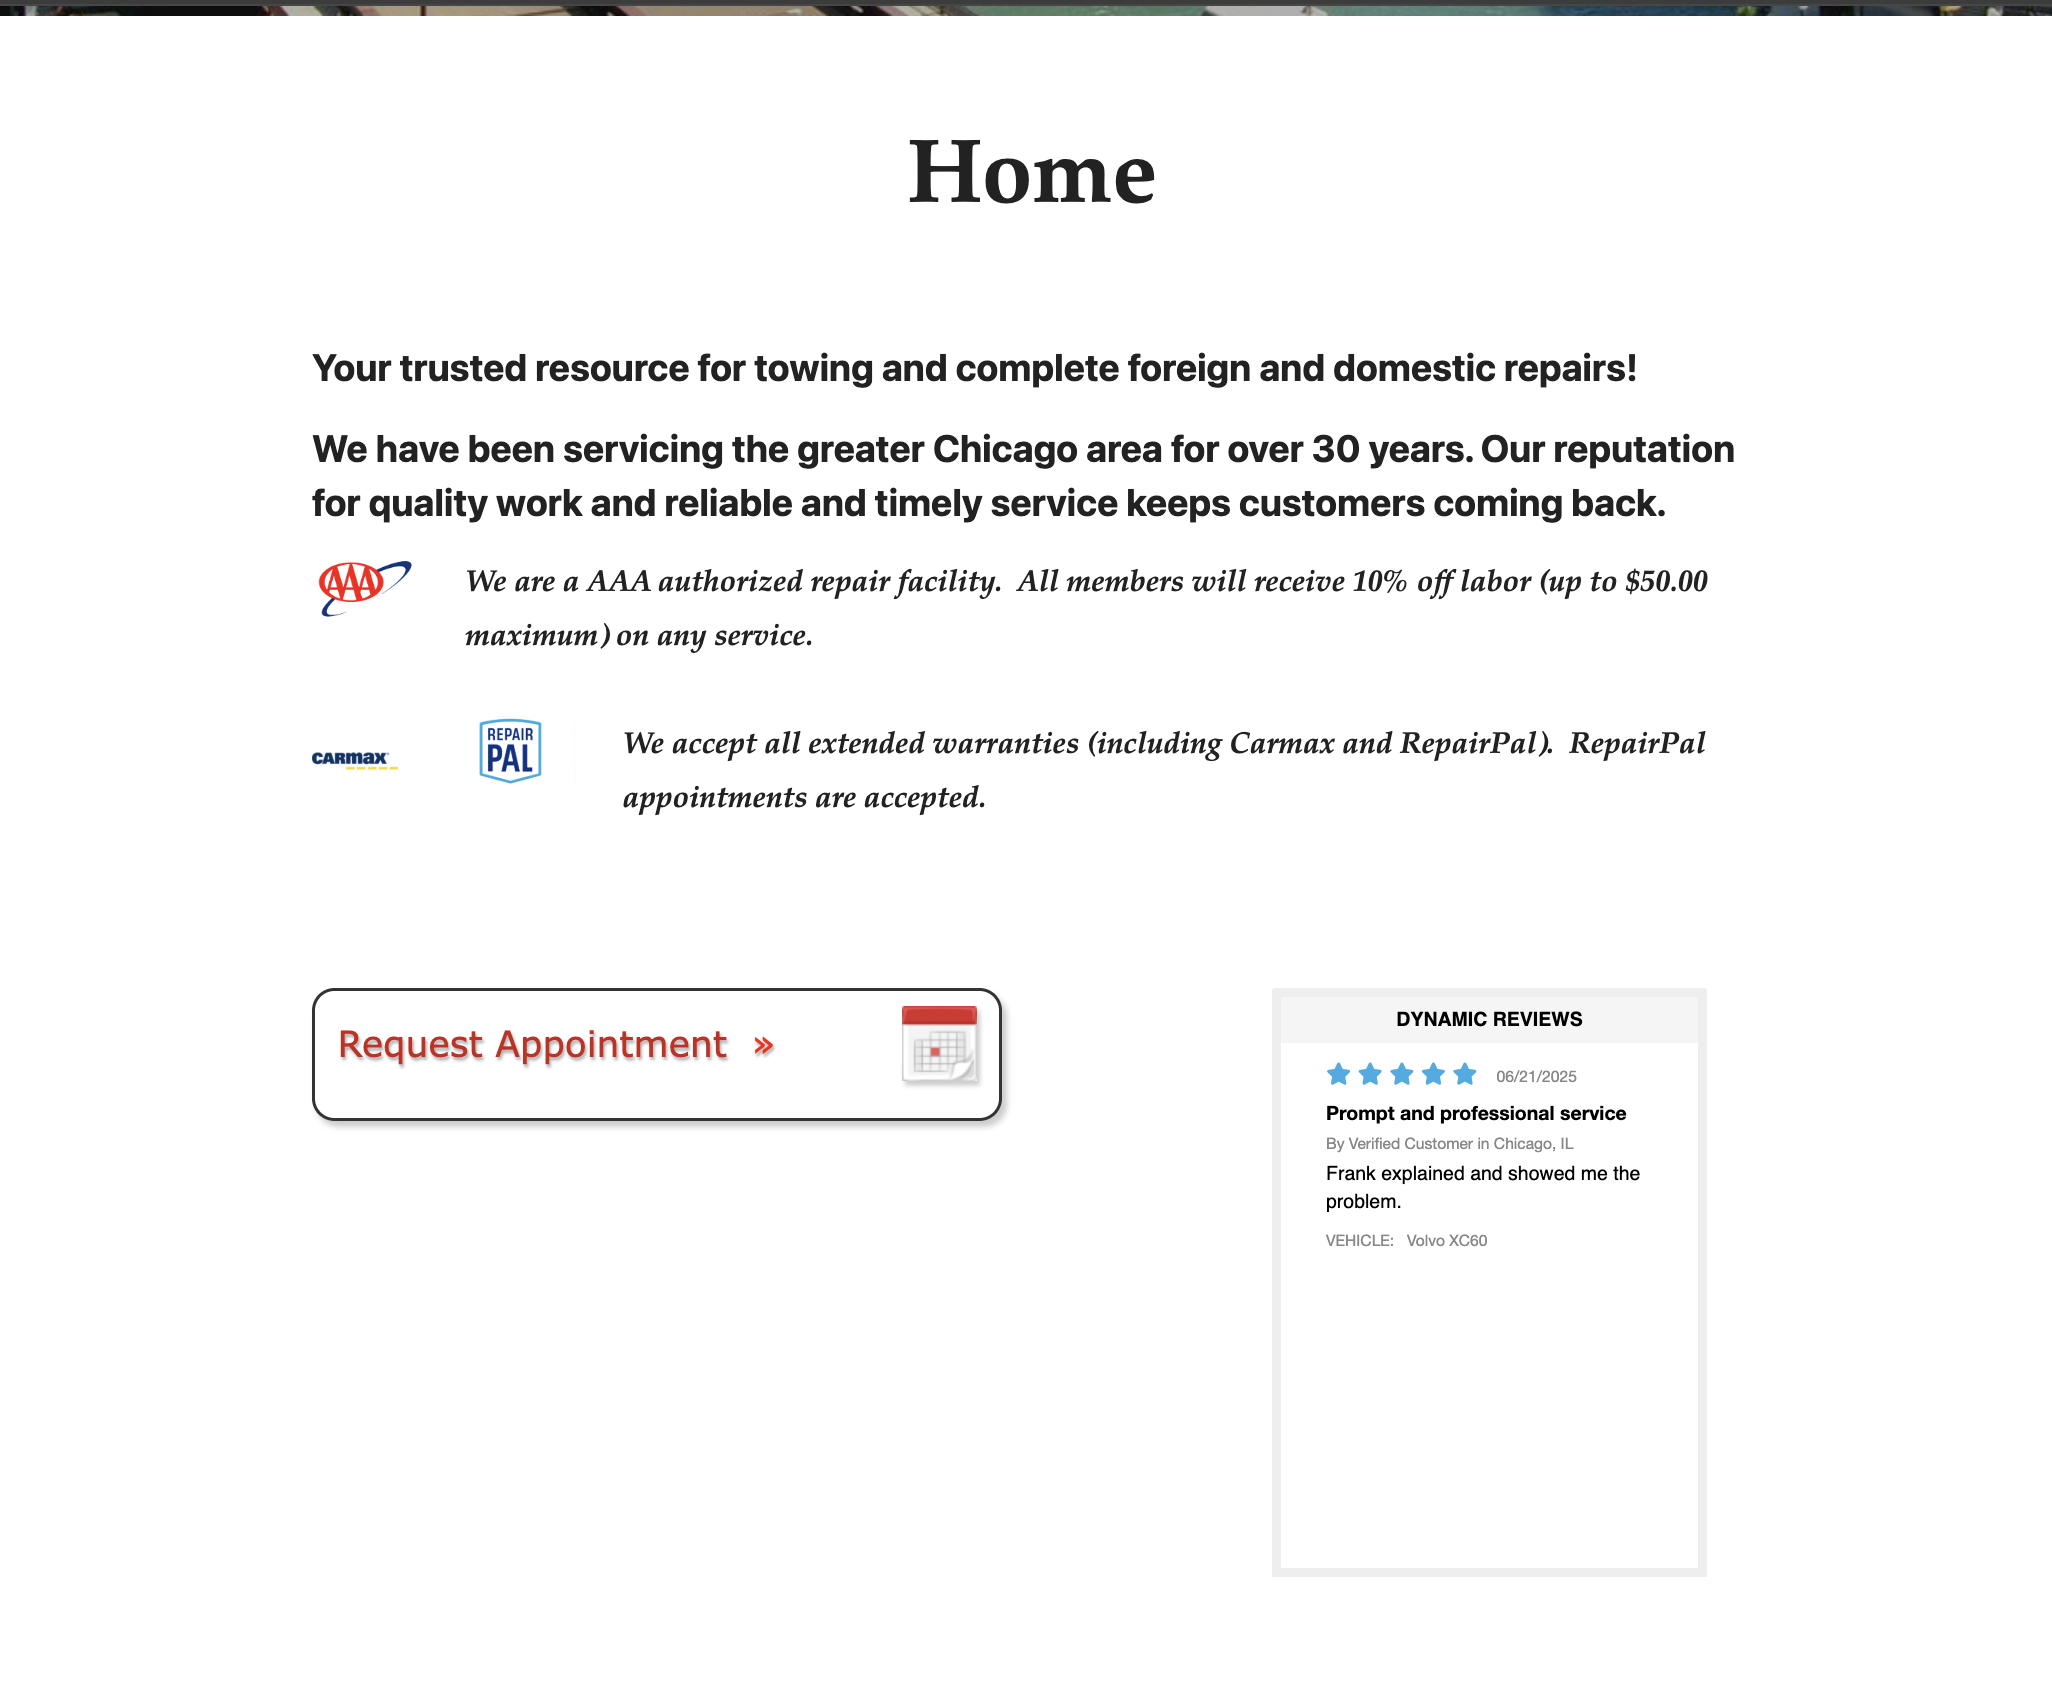 Home
Your trusted resource for towing and complete foreign and domestic repairs!
We have been servicing the greater Chicago area for over 30 years. Our reputation
for quality work and reliable and timely service keeps customers coming back.
AAA
We are a AAA authorized repair facility.  All members will receive 10% off labor (up to $50.00
maximum) on any service.
CARMAX
REPAIR
PAL
We accept all extended warranties (including Carmax and RepairPal).  RepairPal
appointments are accepted.
Request Appointment »
DYNAMIC REVIEWS
06/21/2025
Prompt and professional service
By Verified Customer in Chicago, IL
Frank explained and showed me the
problem.
VEHICLE: Volvo XC60